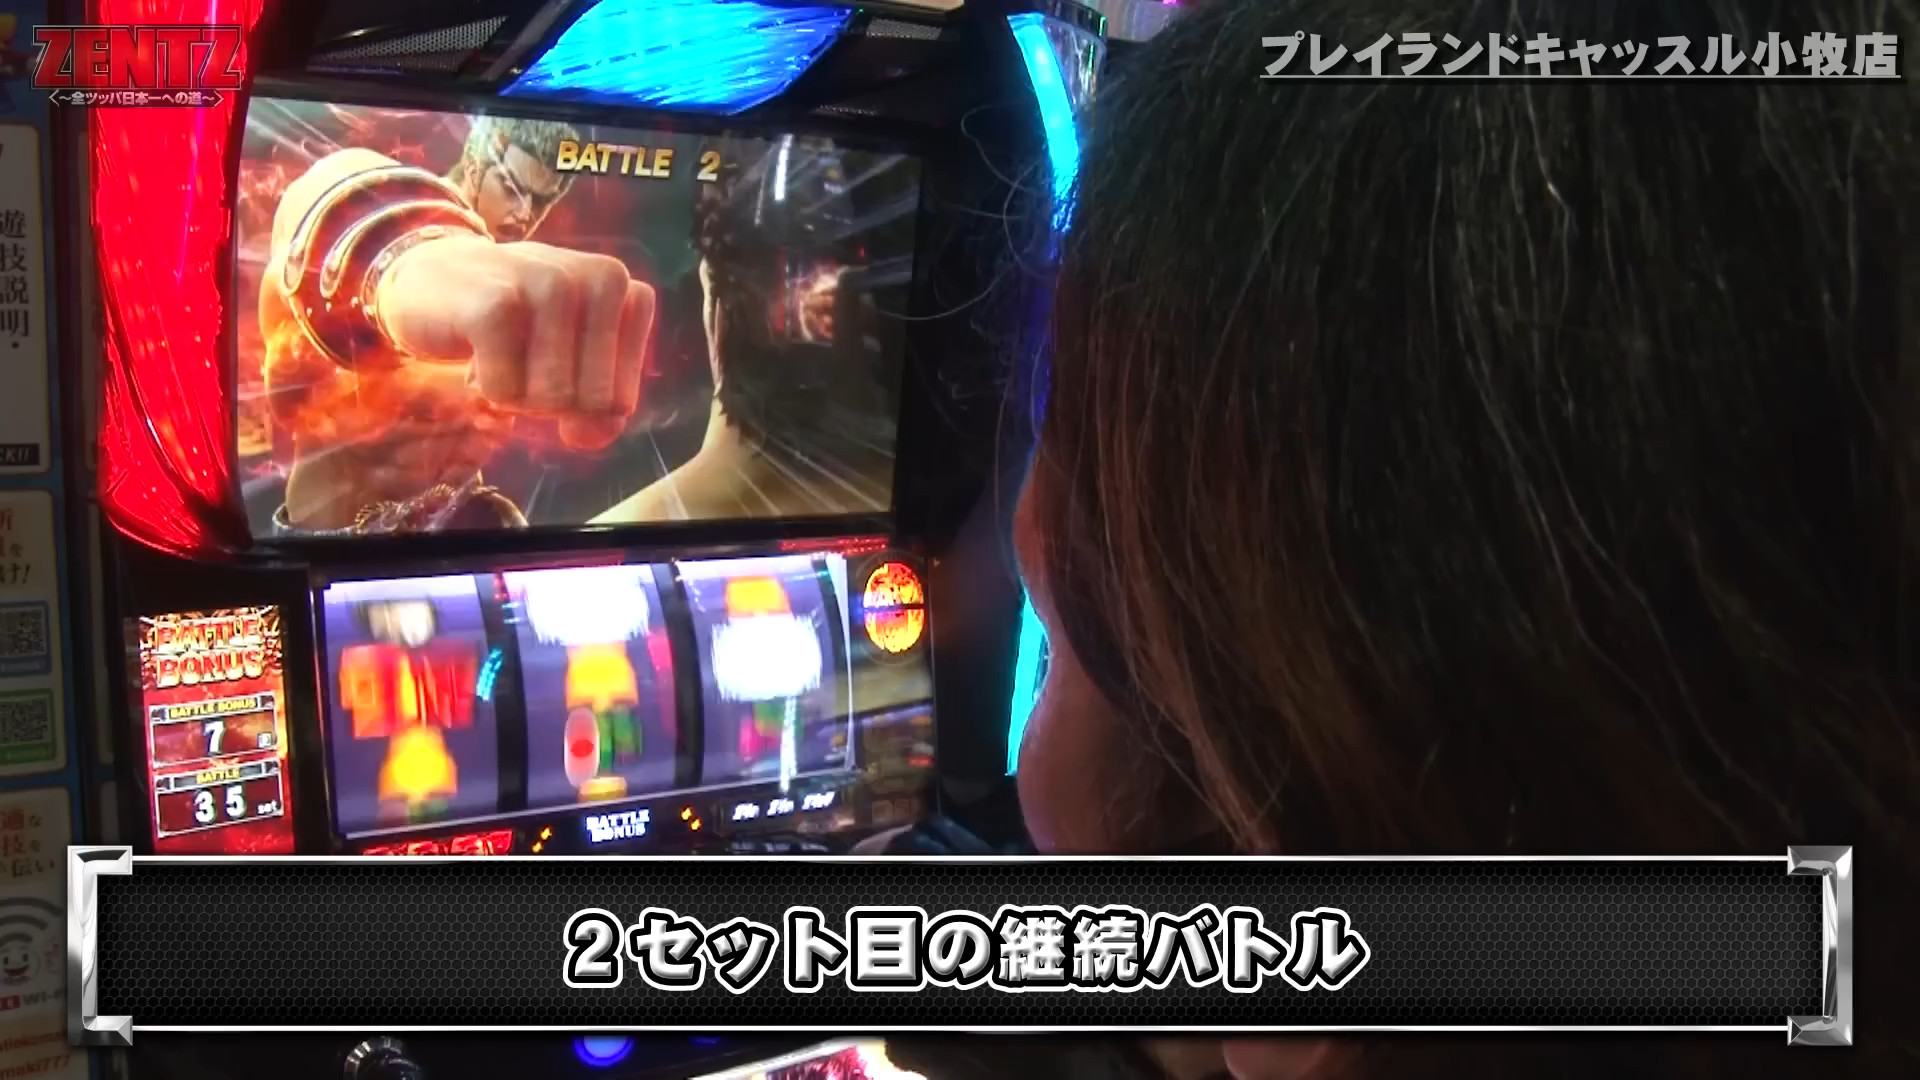 ZENTZ
〈〜全ツッパ日本一への道〜〉
プレイランドキャッスル小牧店
BATTLE 2
遊技説明
BATTLE
BONUS
BATTLE BONUS
7
BATTLE
35 set
BATTLE
BONUS
2セット目の継続バトル